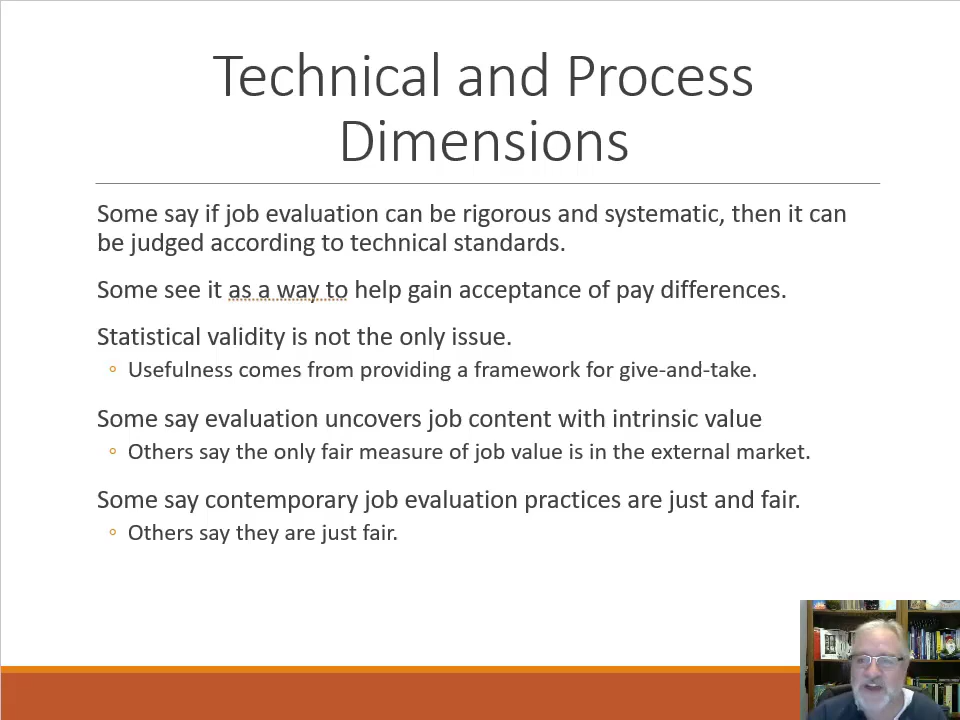 Technical and Process
Dimensions
Some say if job evaluation can be rigorous and systematic, then it can
be judged according to technical standards.
Some see it as a way to help gain acceptance of pay differences.
Statistical validity is not the only issue.
◦ Usefulness comes from providing a framework for give-and-take.
Some say evaluation uncovers job content with intrinsic value
◦ Others say the only fair measure of job value is in the external market.
Some say contemporary job evaluation practices are just and fair.
◦ Others say they are just fair.